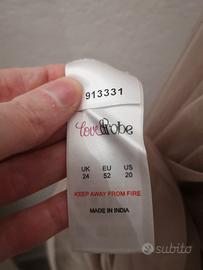 913331
Lovedrobe
UK EU US
24 52 20
KEEP AWAY FROM FIRE
MADE IN INDIA
subito